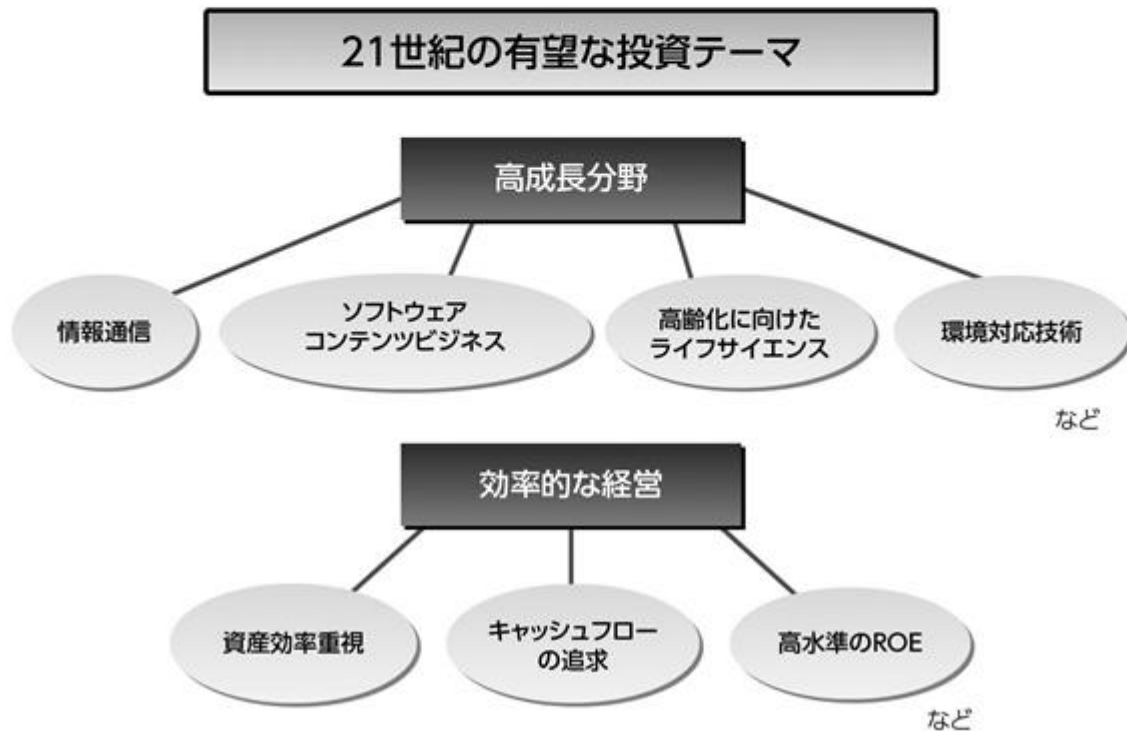 21世紀の有望な投資テーマ
高成長分野
情報通信
ソフトウェア
コンテンツビジネス
高齢化に向けた
ライフサイエンス
環境対応技術
など
効率的な経営
資産効率重視
キャッシュフロー
の追求
高水準のROE
など